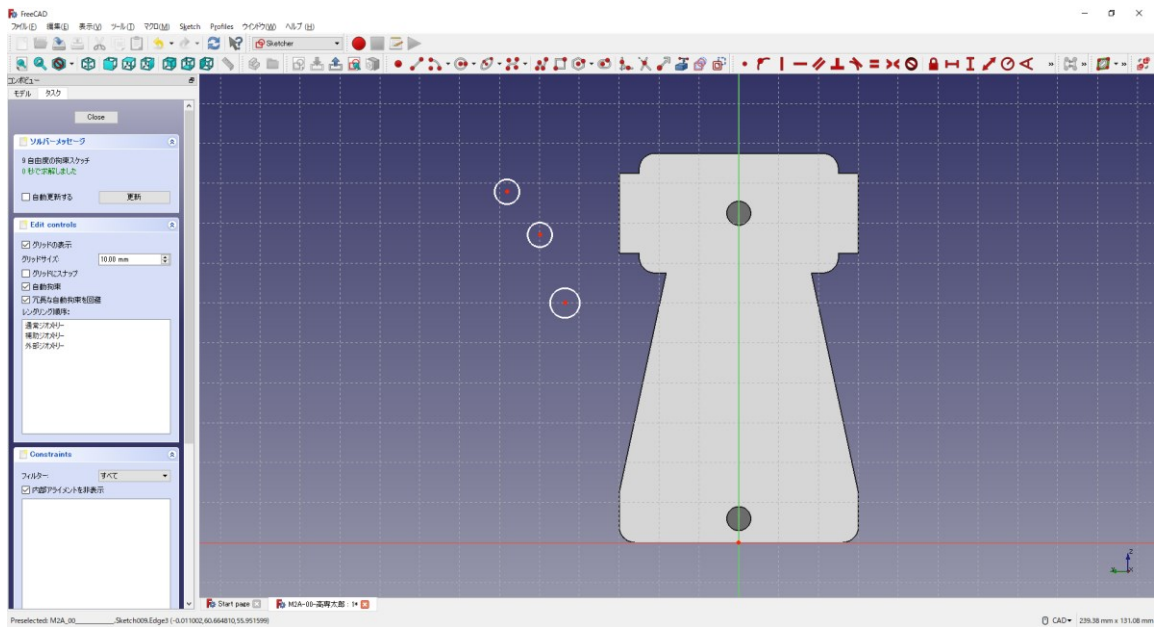 FreeCAD
ファイル(F) 編集(E) 表示(V) ツール(T) マクロ(M) Sketch Profiles ウインドウ(W) ヘルプ(H)
Sketcher
コンボビュー
モデル タスク
Close
ソルバーメッセージ
9 自由度の拘束スケッチ
0 秒で求解しました
自動更新する 更新
Edit controls
グリッドの表示
グリッドサイズ: 10.00 mm
グリッドにスナップ
自動拘束
冗長な自動拘束を回避
レンダリング順序:
通常ジオメトリー
補助ジオメトリー
外部ジオメトリー
Constraints
フィルター: すべて
内部アライメントを非表示
Z
X
Start page M2A-00-高専太郎 : 1*
Preselected: M2A_00_____.Sketch009.Edge3 (-0.011002,60.664810,55.951599) CAD 239.38 mm x 131.08 mm